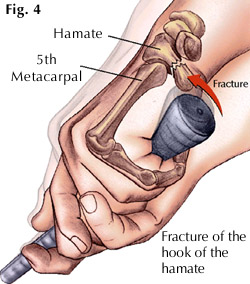 Fig. 4
Hamate
5th
Metacarpal
Fracture
Fracture of the
hook of the
hamate